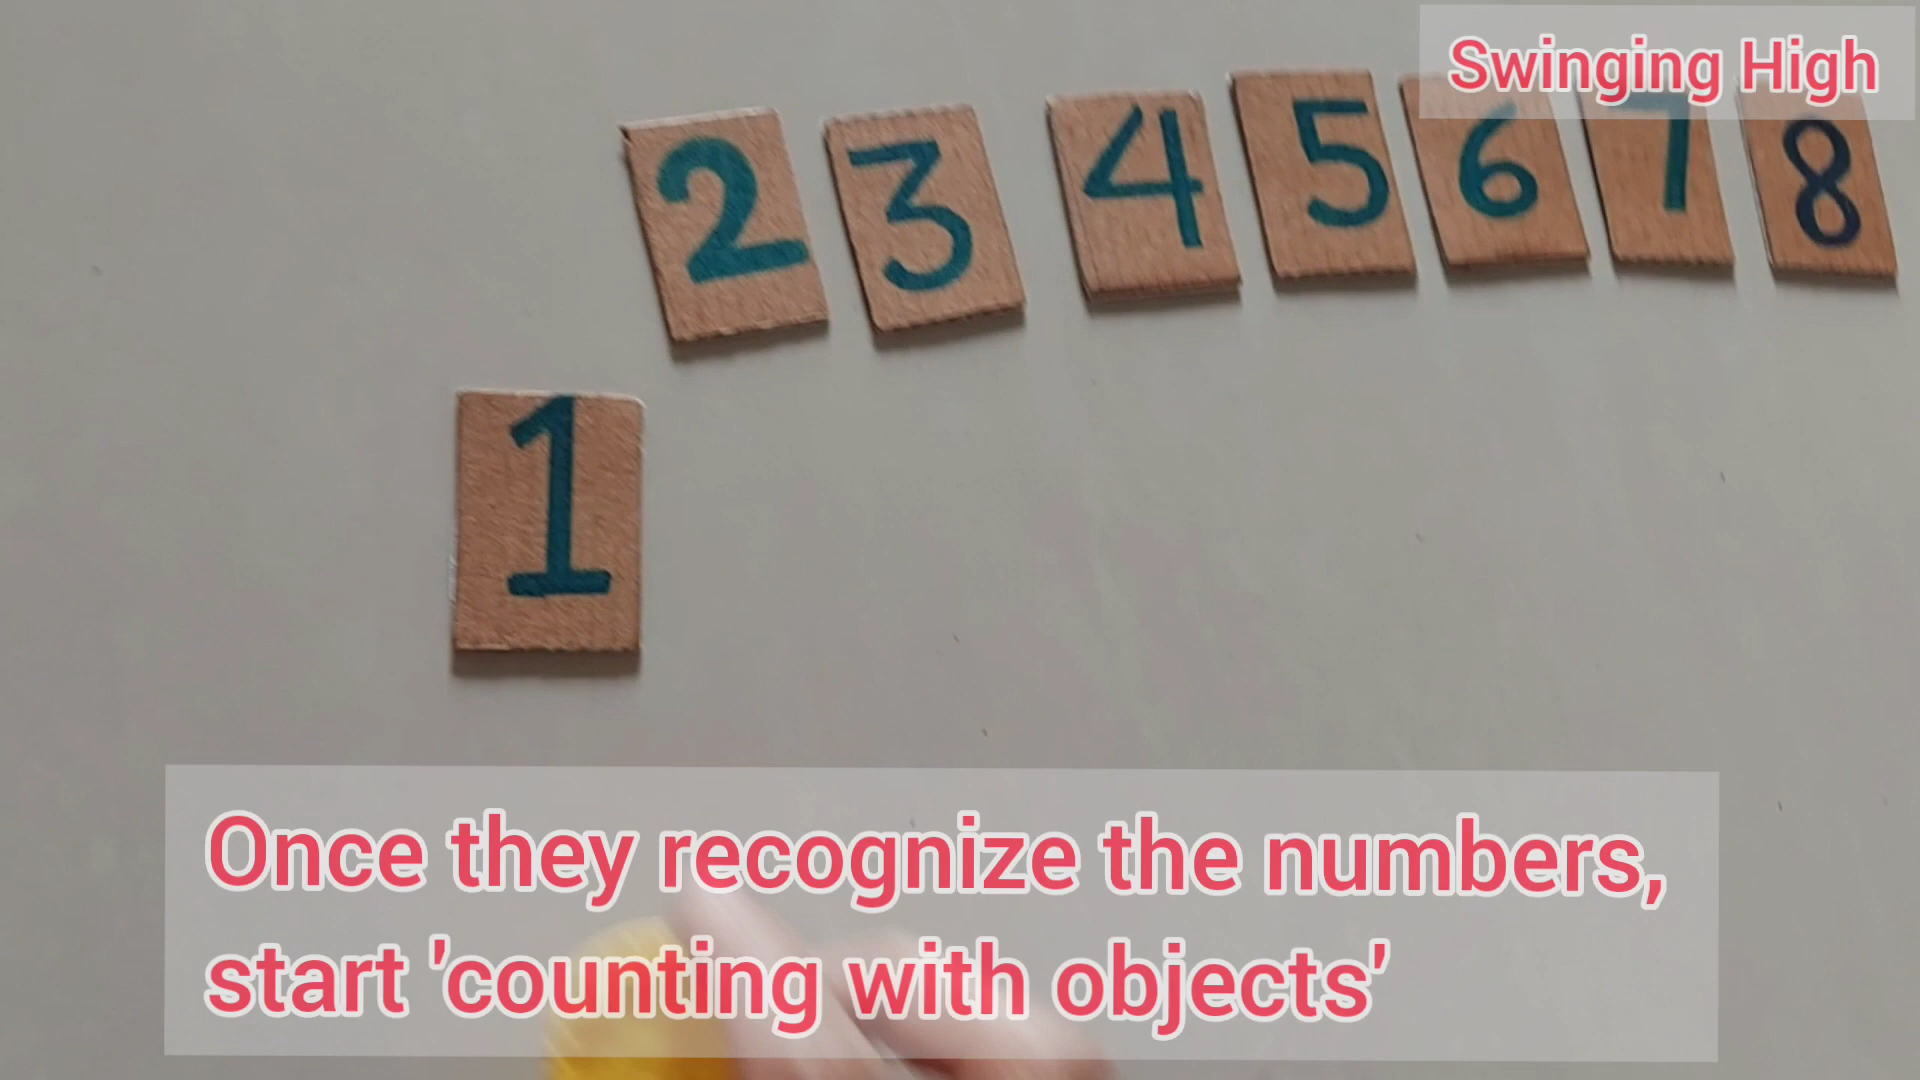 Swinging High
2 3 4 5 6 7 8
1
Once they recognize the numbers,
start 'counting with objects'